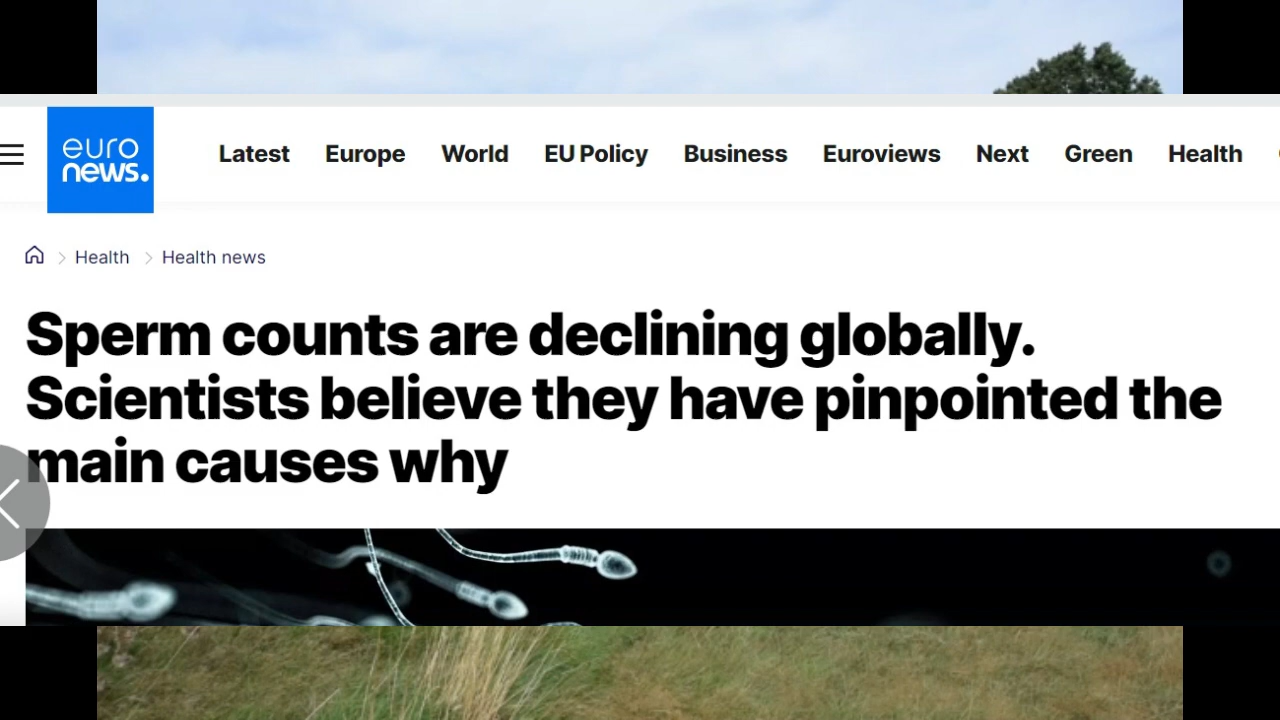 euro
news.
Latest Europe World EU Policy Business Euroviews Next Green Health
Health Health news
Sperm counts are declining globally.
Scientists believe they have pinpointed the
main causes why